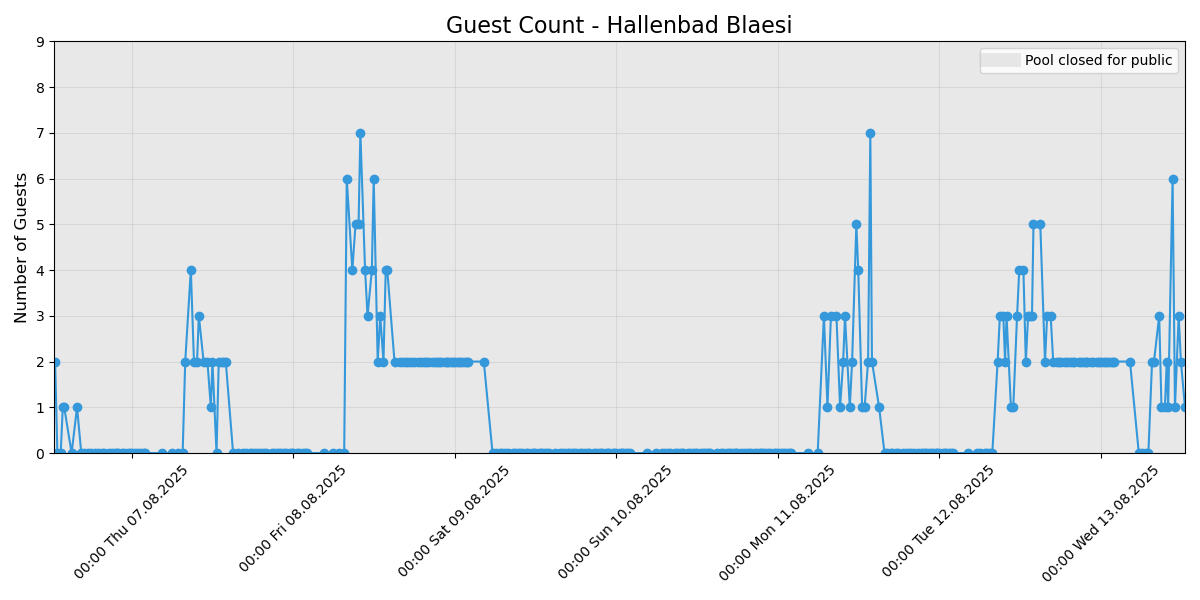 Guest Count - Hallenbad Blaesi
Pool closed for public
Number of Guests
9
8
7
6
5
4
3
2
1
0
00:00 Thu 07.08.2025
00:00 Fri 08.08.2025
00:00 Sat 09.08.2025
00:00 Sun 10.08.2025
00:00 Mon 11.08.2025
00:00 Tue 12.08.2025
00:00 Wed 13.08.2025